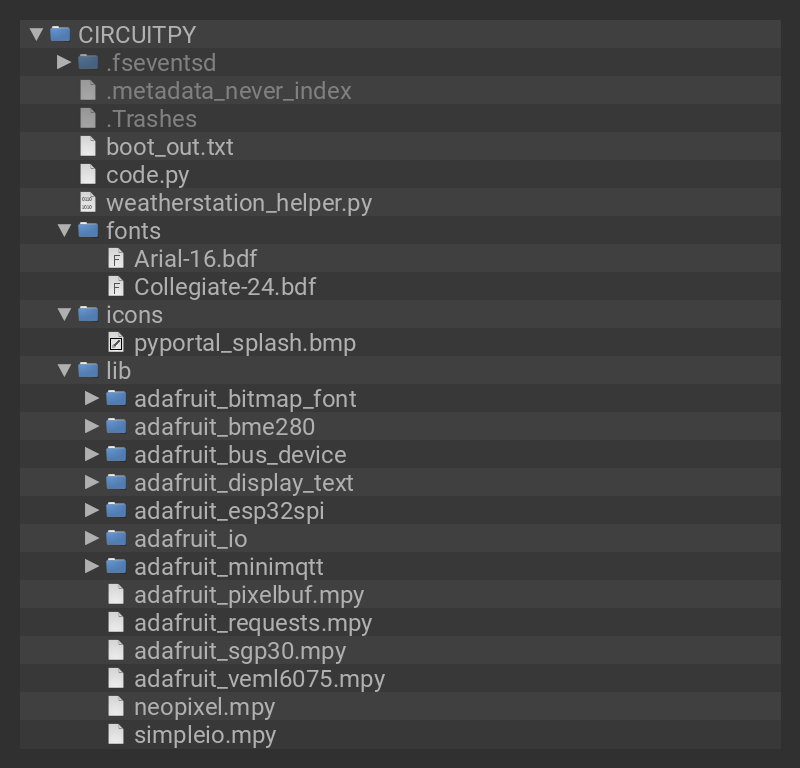 CIRCUITPY
.fseventsd
.metadata_never_index
.Trashes
boot_out.txt
code.py
weatherstation_helper.py
fonts
Arial-16.bdf
Collegiate-24.bdf
icons
pyportal_splash.bmp
lib
adafruit_bitmap_font
adafruit_bme280
adafruit_bus_device
adafruit_display_text
adafruit_esp32spi
adafruit_io
adafruit_minimqtt
adafruit_pixelbuf.mpy
adafruit_requests.mpy
adafruit_sgp30.mpy
adafruit_veml6075.mpy
neopixel.mpy
simpleio.mpy